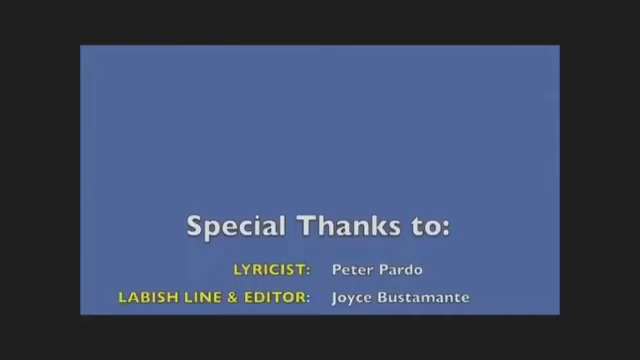 Special Thanks to:
LYRICIST: Peter Pardo
LABISH LINE & EDITOR: Joyce Bustamante